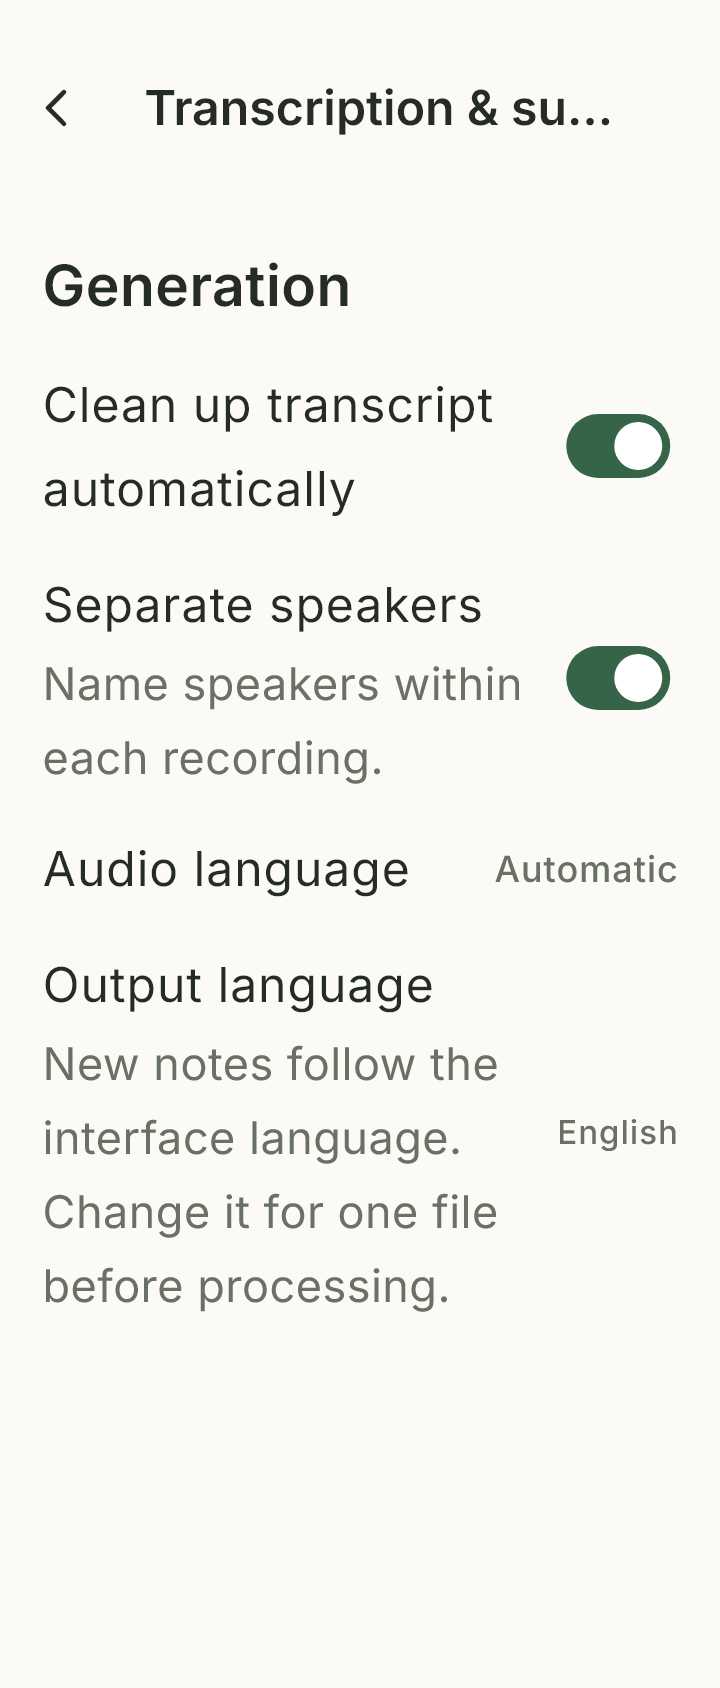 Transcription & su...
Generation
Clean up transcript
automatically
Separate speakers
Name speakers within
each recording.
Audio language
Automatic
Output language
New notes follow the
interface language.
English
Change it for one file
before processing.